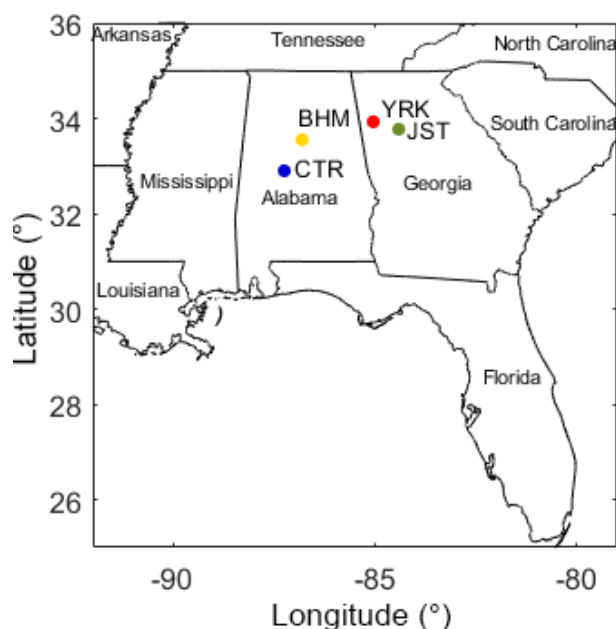 36
Arkansas
Tennessee
North Carolina
34
BHM
YRK
JST
South Carolina
CTR
Mississippi
Alabama
Georgia
32
Louisiana
30
Latitude (°)
Florida
28
26
-90
-85
-80
Longitude (°)